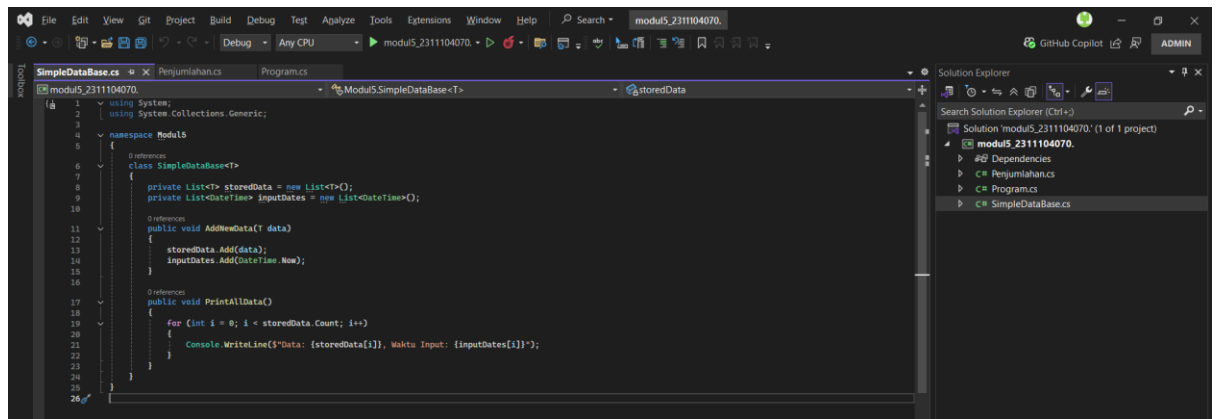 File Edit View Git Project Build Debug Test Analyze Tools Extensions Window Help Search modul5_2311104070.
Debug Any CPU modul5_2311104070. GitHub Copilot ADMIN
Toolbox
SimpleDataBase.cs Penjumlahan.cs Program.cs
modul5_2311104070. Modul5.SimpleDataBase<T> storedData
1 using System;
2 using System.Collections.Generic;
3
4 namespace Modul5
5 {
0 references
6 class SimpleDataBase<T>
7 {
8 private List<T> storedData = new List<T>();
9 private List<DateTime> inputDates = new List<DateTime>();
10
0 references
11 public void AddNewData(T data)
12 {
13 storedData.Add(data);
14 inputDates.Add(DateTime.Now);
15 }
16
0 references
17 public void PrintAllData()
18 {
19 for (int i = 0; i < storedData.Count; i++)
20 {
21 Console.WriteLine($"Data: {storedData[i]}, Waktu Input: {inputDates[i]}");
22 }
23 }
24 }
25 }
26
Solution Explorer
Search Solution Explorer (Ctrl+;)
Solution 'modul5_2311104070.' (1 of 1 project)
modul5_2311104070.
Dependencies
C# Penjumlahan.cs
C# Program.cs
C# SimpleDataBase.cs